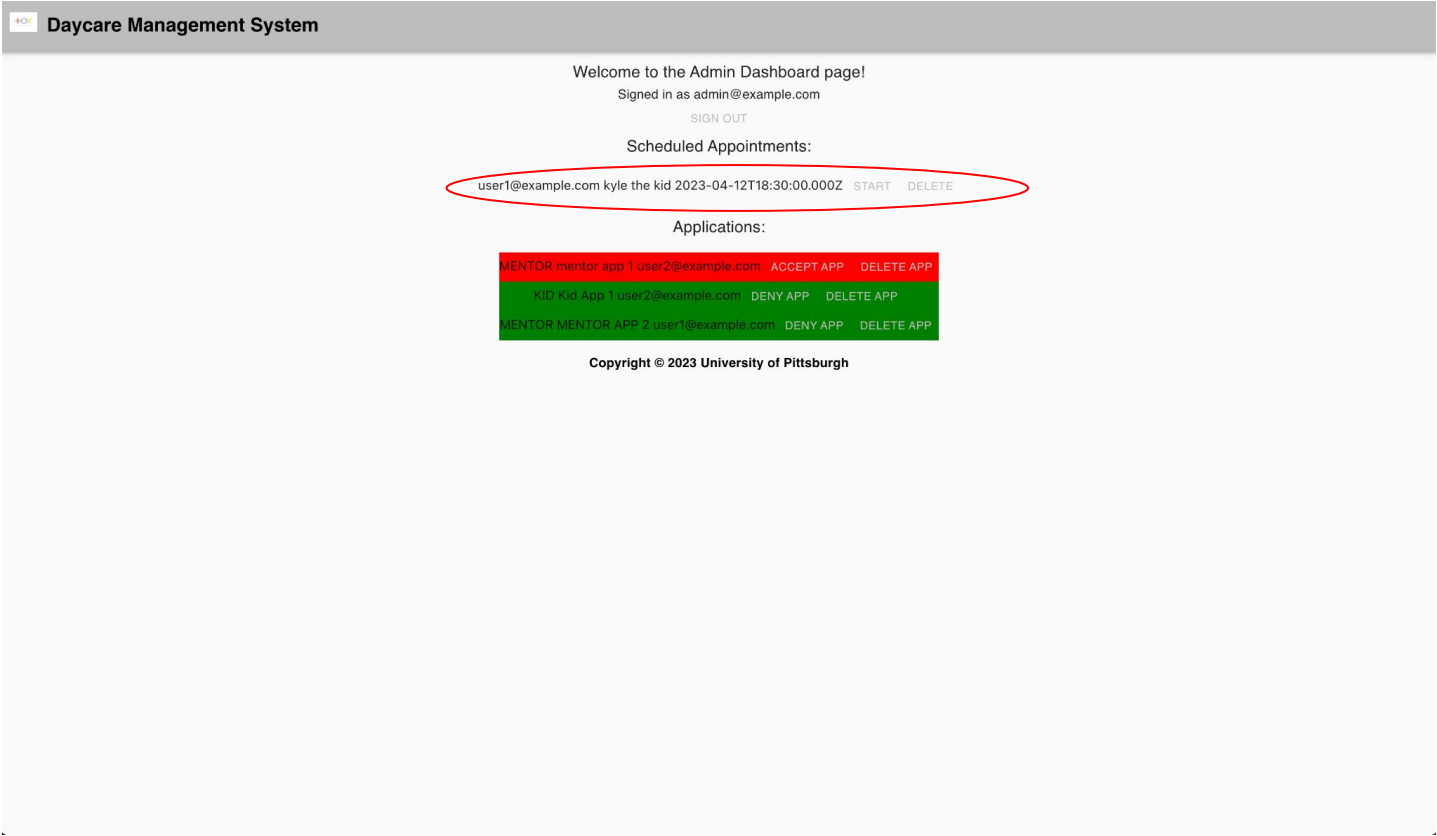 +OY Daycare Management System
Welcome to the Admin Dashboard page!
Signed in as admin@example.com
SIGN OUT
Scheduled Appointments:
user1@example.com kyle the kid 2023-04-12T18:30:00.000Z START DELETE
Applications:
MENTOR mentor app 1 user2@example.com ACCEPT APP DELETE APP
KID Kid App 1 user2@example.com DENY APP DELETE APP
MENTOR MENTOR APP 2 user1@example.com DENY APP DELETE APP
Copyright © 2023 University of Pittsburgh